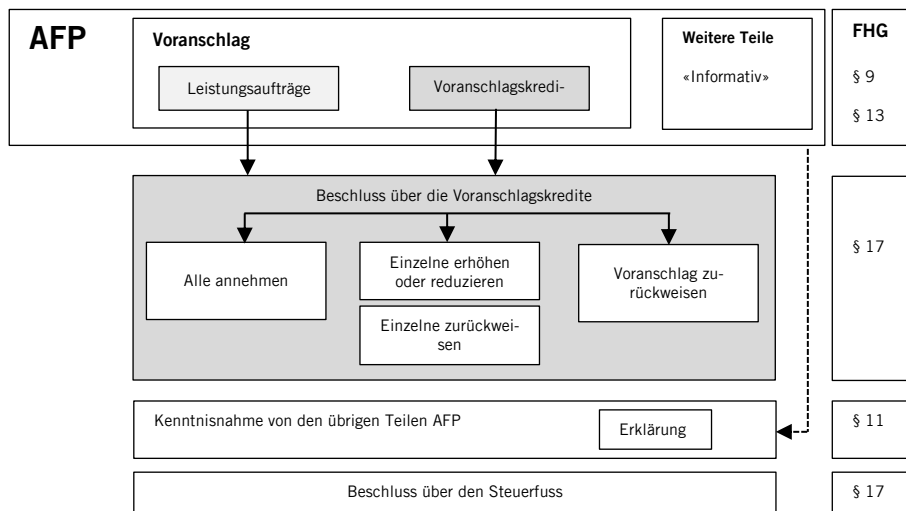 AFP
Voranschlag
Weitere Teile
FHG
Leistungsaufträge
Voranschlagskredi-
«Informativ»
§ 9
§ 13
Beschluss über die Voranschlagskredite
Alle annehmen
Einzelne erhöhen
oder reduzieren
Voranschlag zu-
rückweisen
§ 17
Einzelne zurückwei-
sen
Kenntnisnahme von den übrigen Teilen AFP
Erklärung
§ 11
Beschluss über den Steuerfuss
§ 17